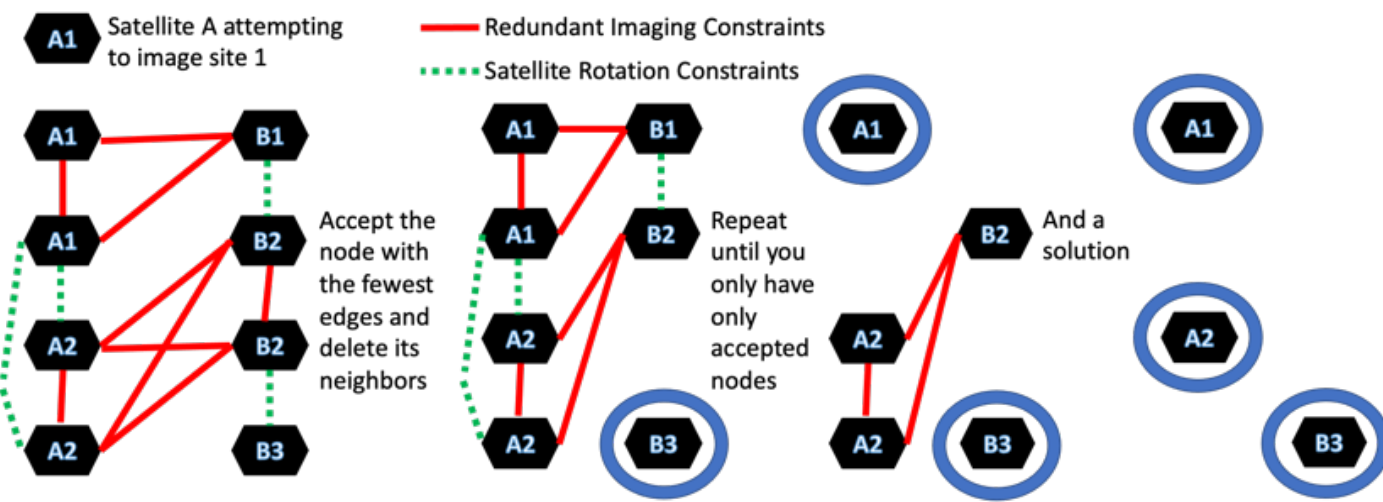 A1
Satellite A attempting
to image site 1
Redundant Imaging Constraints
Satellite Rotation Constraints
A1
B1
A1
B2
A2
B2
A2
B3
Accept the
node with
the fewest
edges and
delete its
neighbors
A1
B1
A1
B2
A2
A2
B3
Repeat
until you
only have
only
accepted
nodes
A1
B2
A2
A2
B3
And a
solution
A1
A2
B3